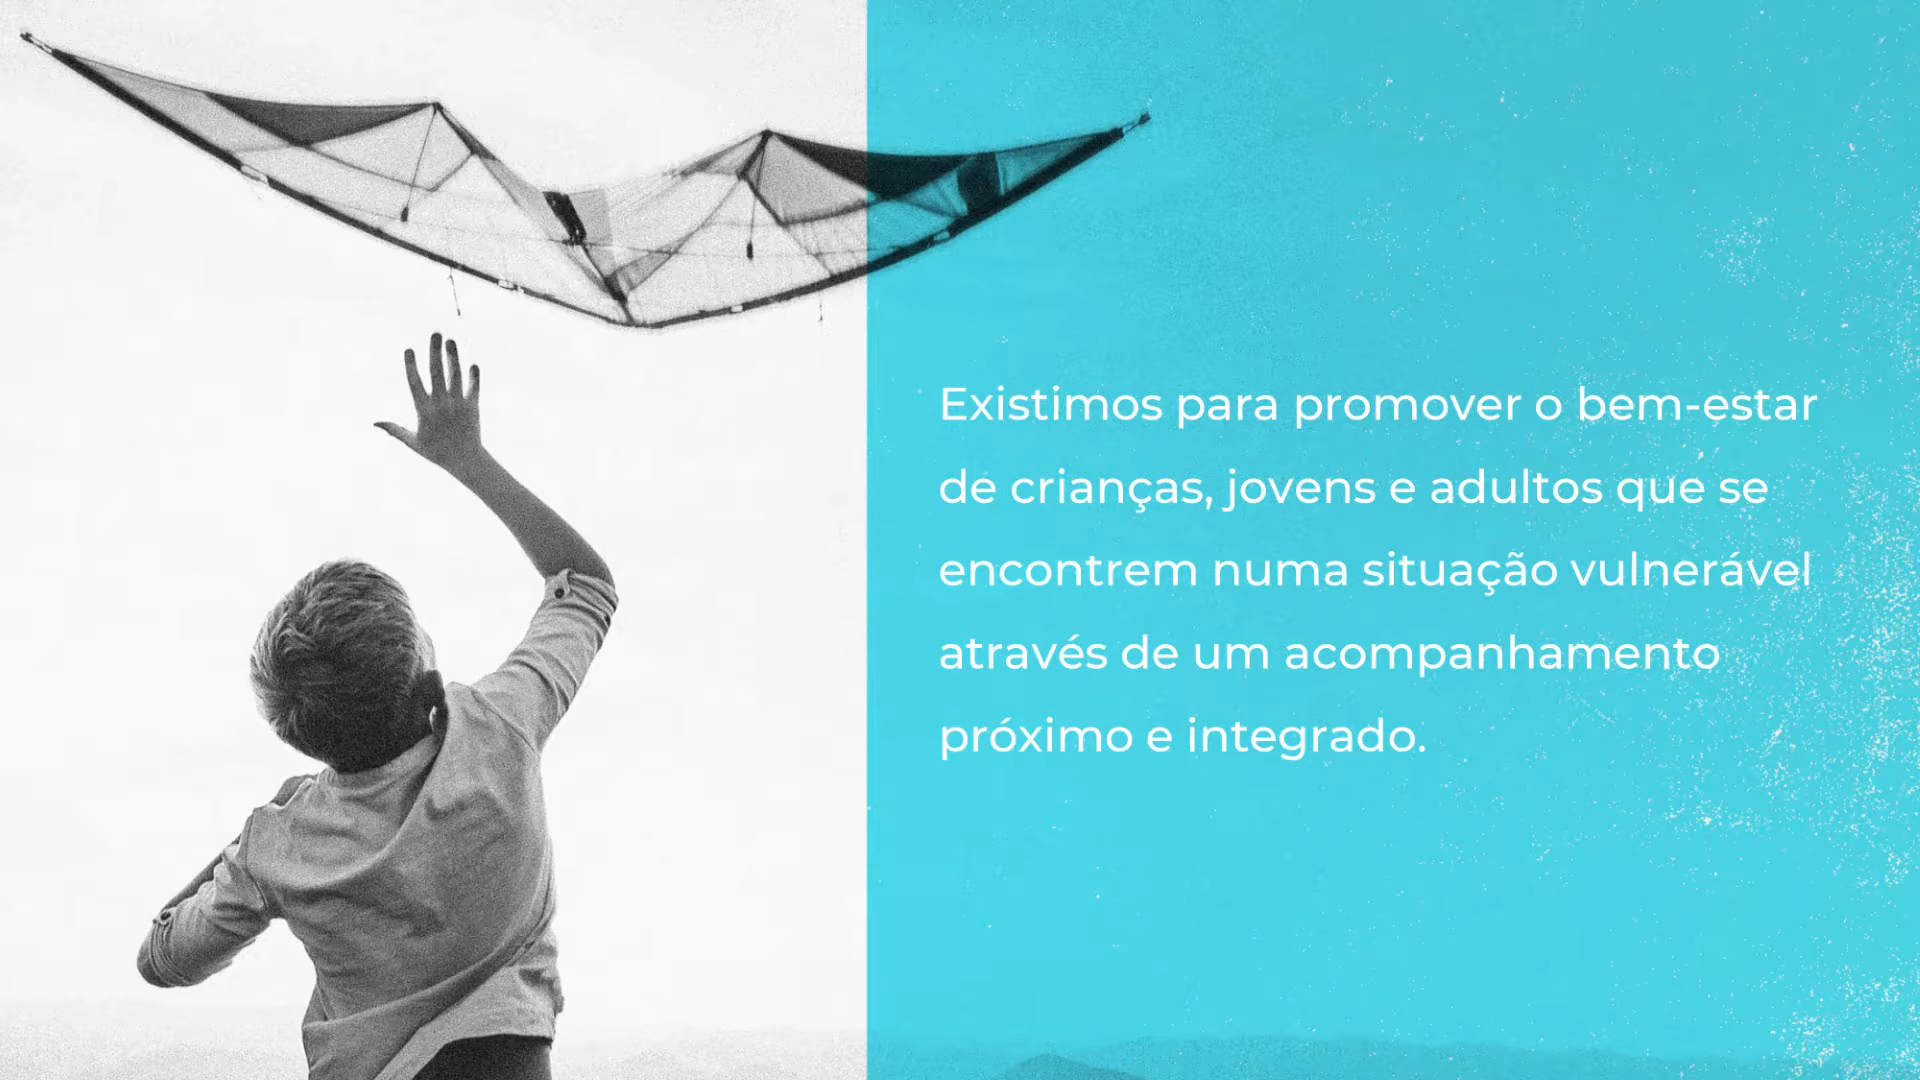 Existimos para promover o bem-estar
de crianças, jovens e adultos que se
encontrem numa situação vulnerável
através de um acompanhamento
próximo e integrado.